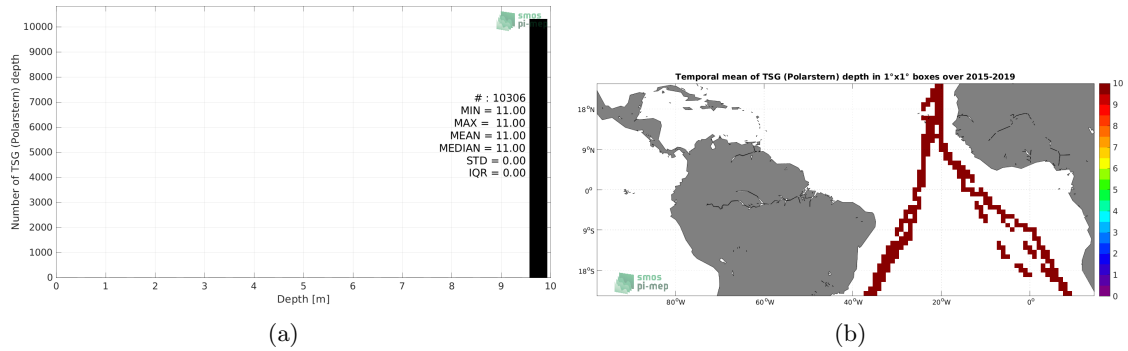 10000
9000
8000
7000
6000
5000
4000
3000
2000
1000
0
Number of TSG (Polarstern) depth
smos
pi-mep
# : 10306
MIN = 11.00
MAX = 11.00
MEAN = 11.00
MEDIAN = 11.00
STD = 0.00
IQR = 0.00
0 1 2 3 4 5 6 7 8 9 10
Depth [m]
(a)
Temporal mean of TSG (Polarstern) depth in 1°x1° boxes over 2015-2019
18°N
9°N
0°
9°S
18°S
80°W 60°W 40°W 20°W 0°
smos
pi-mep
10
9
8
7
6
5
4
3
2
1
0
(b)